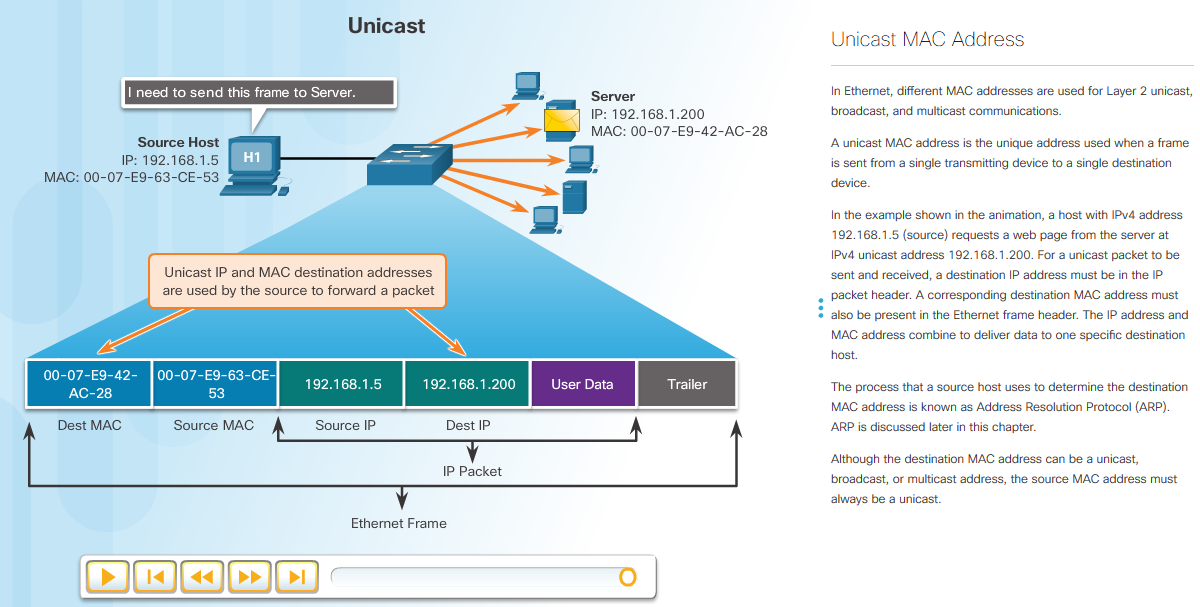 Unicast
I need to send this frame to Server.
Source Host
IP: 192.168.1.5
MAC: 00-07-E9-63-CE-53
H1
Server
IP: 192.168.1.200
MAC: 00-07-E9-42-AC-28
Unicast IP and MAC destination addresses
are used by the source to forward a packet
00-07-E9-42-
AC-28
00-07-E9-63-CE-
53
192.168.1.5
192.168.1.200
User Data
Trailer
Dest MAC
Source MAC
Source IP
Dest IP
IP Packet
Ethernet Frame
Unicast MAC Address
In Ethernet, different MAC addresses are used for Layer 2 unicast,
broadcast, and multicast communications.
A unicast MAC address is the unique address used when a frame
is sent from a single transmitting device to a single destination
device.
In the example shown in the animation, a host with IPv4 address
192.168.1.5 (source) requests a web page from the server at
IPv4 unicast address 192.168.1.200. For a unicast packet to be
sent and received, a destination IP address must be in the IP
packet header. A corresponding destination MAC address must
also be present in the Ethernet frame header. The IP address and
MAC address combine to deliver data to one specific destination
host.
The process that a source host uses to determine the destination
MAC address is known as Address Resolution Protocol (ARP).
ARP is discussed later in this chapter.
Although the destination MAC address can be a unicast,
broadcast, or multicast address, the source MAC address must
always be a unicast.